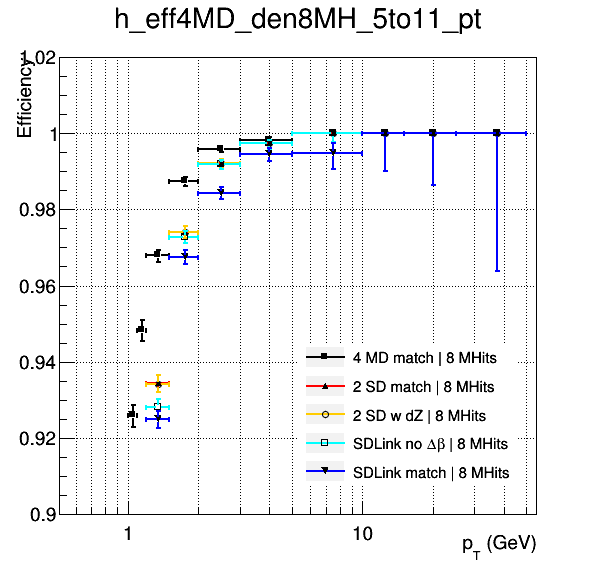 h_eff4MD_den8MH_5to11_pt
Efficiency
1.02
1
0.98
0.96
0.94
0.92
0.9
4 MD match | 8 MHits
2 SD match | 8 MHits
2 SD w dZ | 8 MHits
SDLink no Δβ | 8 MHits
SDLink match | 8 MHits
1
10
pT (GeV)